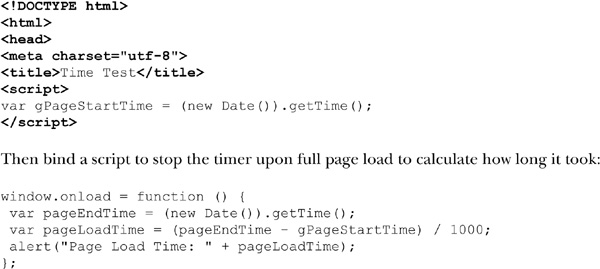 <!DOCTYPE html>
<html>
<head>
<meta charset="utf-8">
<title>Time Test</title>
<script>
var gPageStartTime = (new Date()).getTime();
</script>
Then bind a script to stop the timer upon full page load to calculate how long it took:
window.onload = function () {
 var pageEndTime = (new Date()).getTime();
 var pageLoadTime = (pageEndTime – gPageStartTime) / 1000;
 alert("Page Load Time: " + pageLoadTime);
};